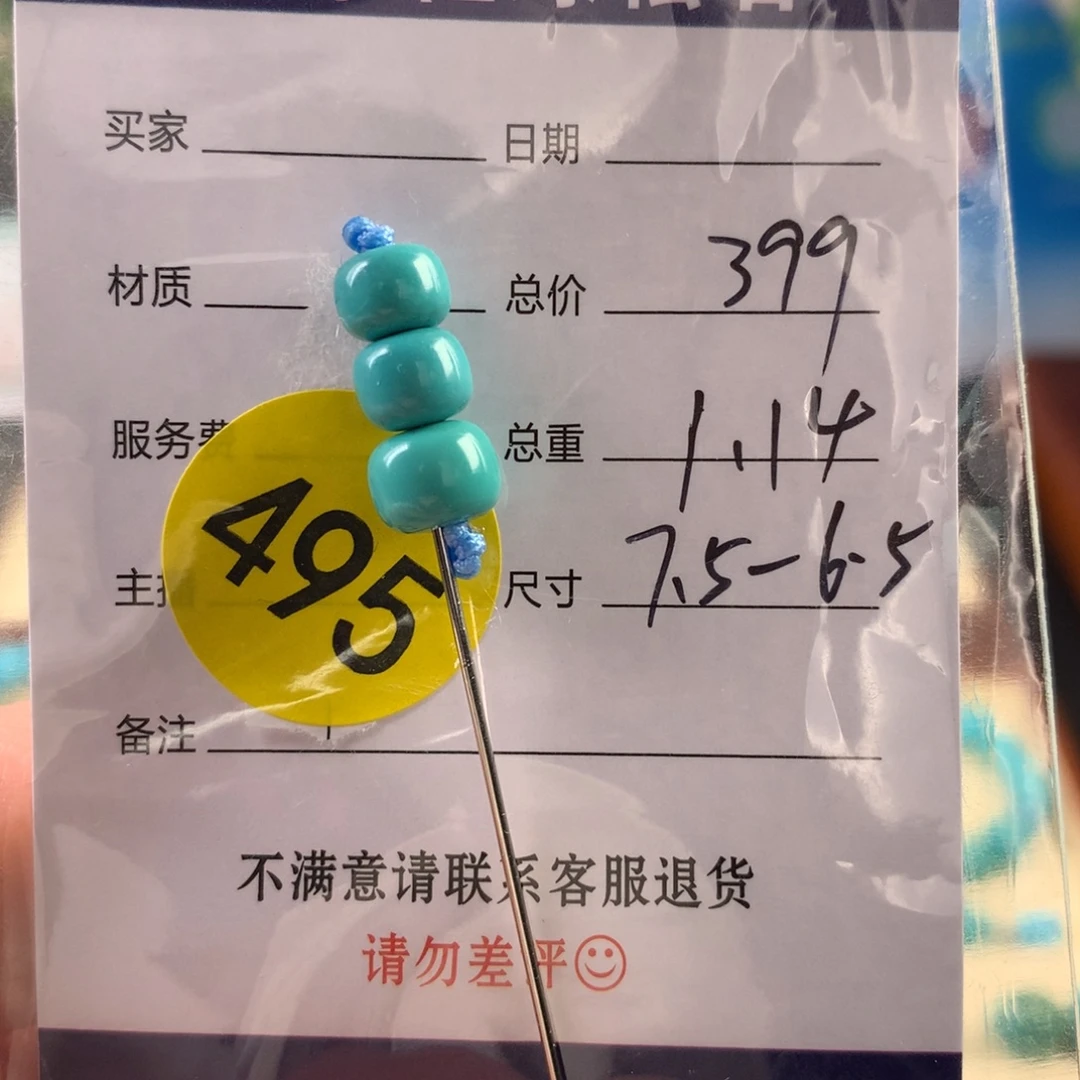 买家 日期
材质 总价 399
服务费 总重 1.14
495
主 尺寸 7.5-6.5
备注
不满意请联系客服退货
请勿差评